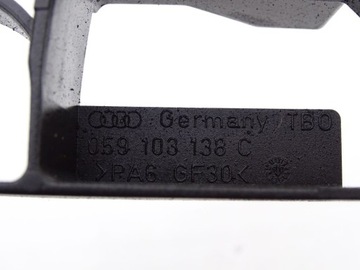 Germany TBO
059 103 138 C
>PA6 GF30<